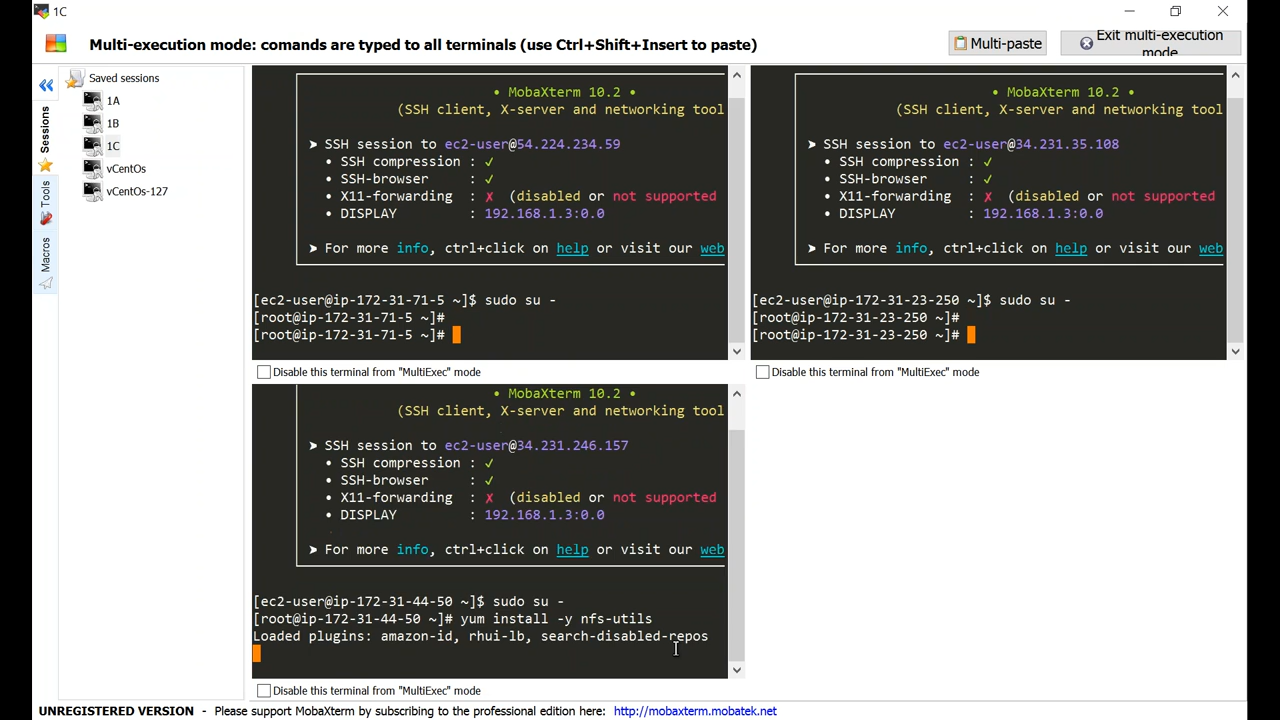 1C
Multi-execution mode: comands are typed to all terminals (use Ctrl+Shift+Insert to paste)
Multi-paste
Exit multi-execution
mode
Sessions
Tools
Macros
Saved sessions
1A
1B
1C
vCentOs
vCentOs-127
• MobaXterm 10.2 •
(SSH client, X-server and networking tool
➤ SSH session to ec2-user@54.224.234.59
• SSH compression : ✓
• SSH-browser : ✓
• X11-forwarding : ✗ (disabled or not supported
• DISPLAY : 192.168.1.3:0.0
➤ For more info, ctrl+click on help or visit our web
[ec2-user@ip-172-31-71-5 ~]$ sudo su -
[root@ip-172-31-71-5 ~]#
[root@ip-172-31-71-5 ~]#
Disable this terminal from "MultiExec" mode
• MobaXterm 10.2 •
(SSH client, X-server and networking tool
➤ SSH session to ec2-user@34.231.35.108
• SSH compression : ✓
• SSH-browser : ✓
• X11-forwarding : ✗ (disabled or not supported
• DISPLAY : 192.168.1.3:0.0
➤ For more info, ctrl+click on help or visit our web
[ec2-user@ip-172-31-23-250 ~]$ sudo su -
[root@ip-172-31-23-250 ~]#
[root@ip-172-31-23-250 ~]#
Disable this terminal from "MultiExec" mode
• MobaXterm 10.2 •
(SSH client, X-server and networking tool
➤ SSH session to ec2-user@34.231.246.157
• SSH compression : ✓
• SSH-browser : ✓
• X11-forwarding : ✗ (disabled or not supported
• DISPLAY : 192.168.1.3:0.0
➤ For more info, ctrl+click on help or visit our web
[ec2-user@ip-172-31-44-50 ~]$ sudo su -
[root@ip-172-31-44-50 ~]# yum install -y nfs-utils
Loaded plugins: amazon-id, rhui-lb, search-disabled-repos
Disable this terminal from "MultiExec" mode
UNREGISTERED VERSION - Please support MobaXterm by subscribing to the professional edition here: http://mobaxterm.mobatek.net